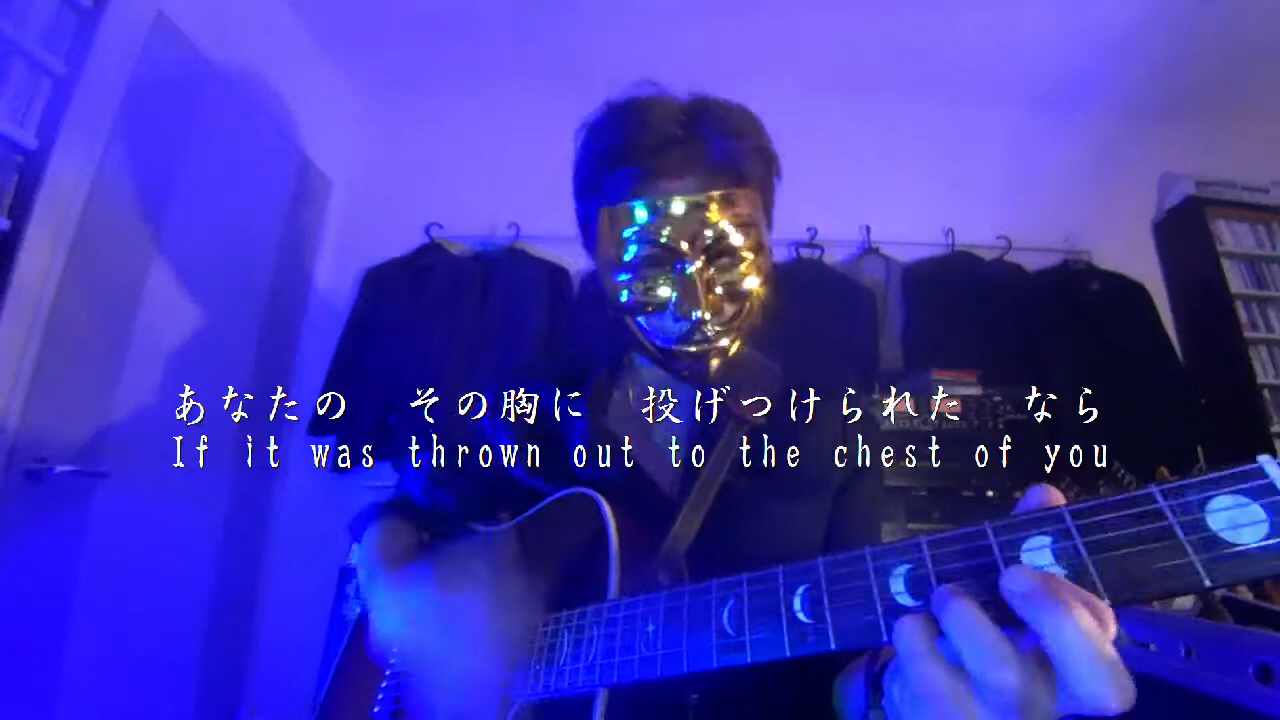 あなたの　その胸に　投げつけられた　なら
If it was thrown out to the chest of you